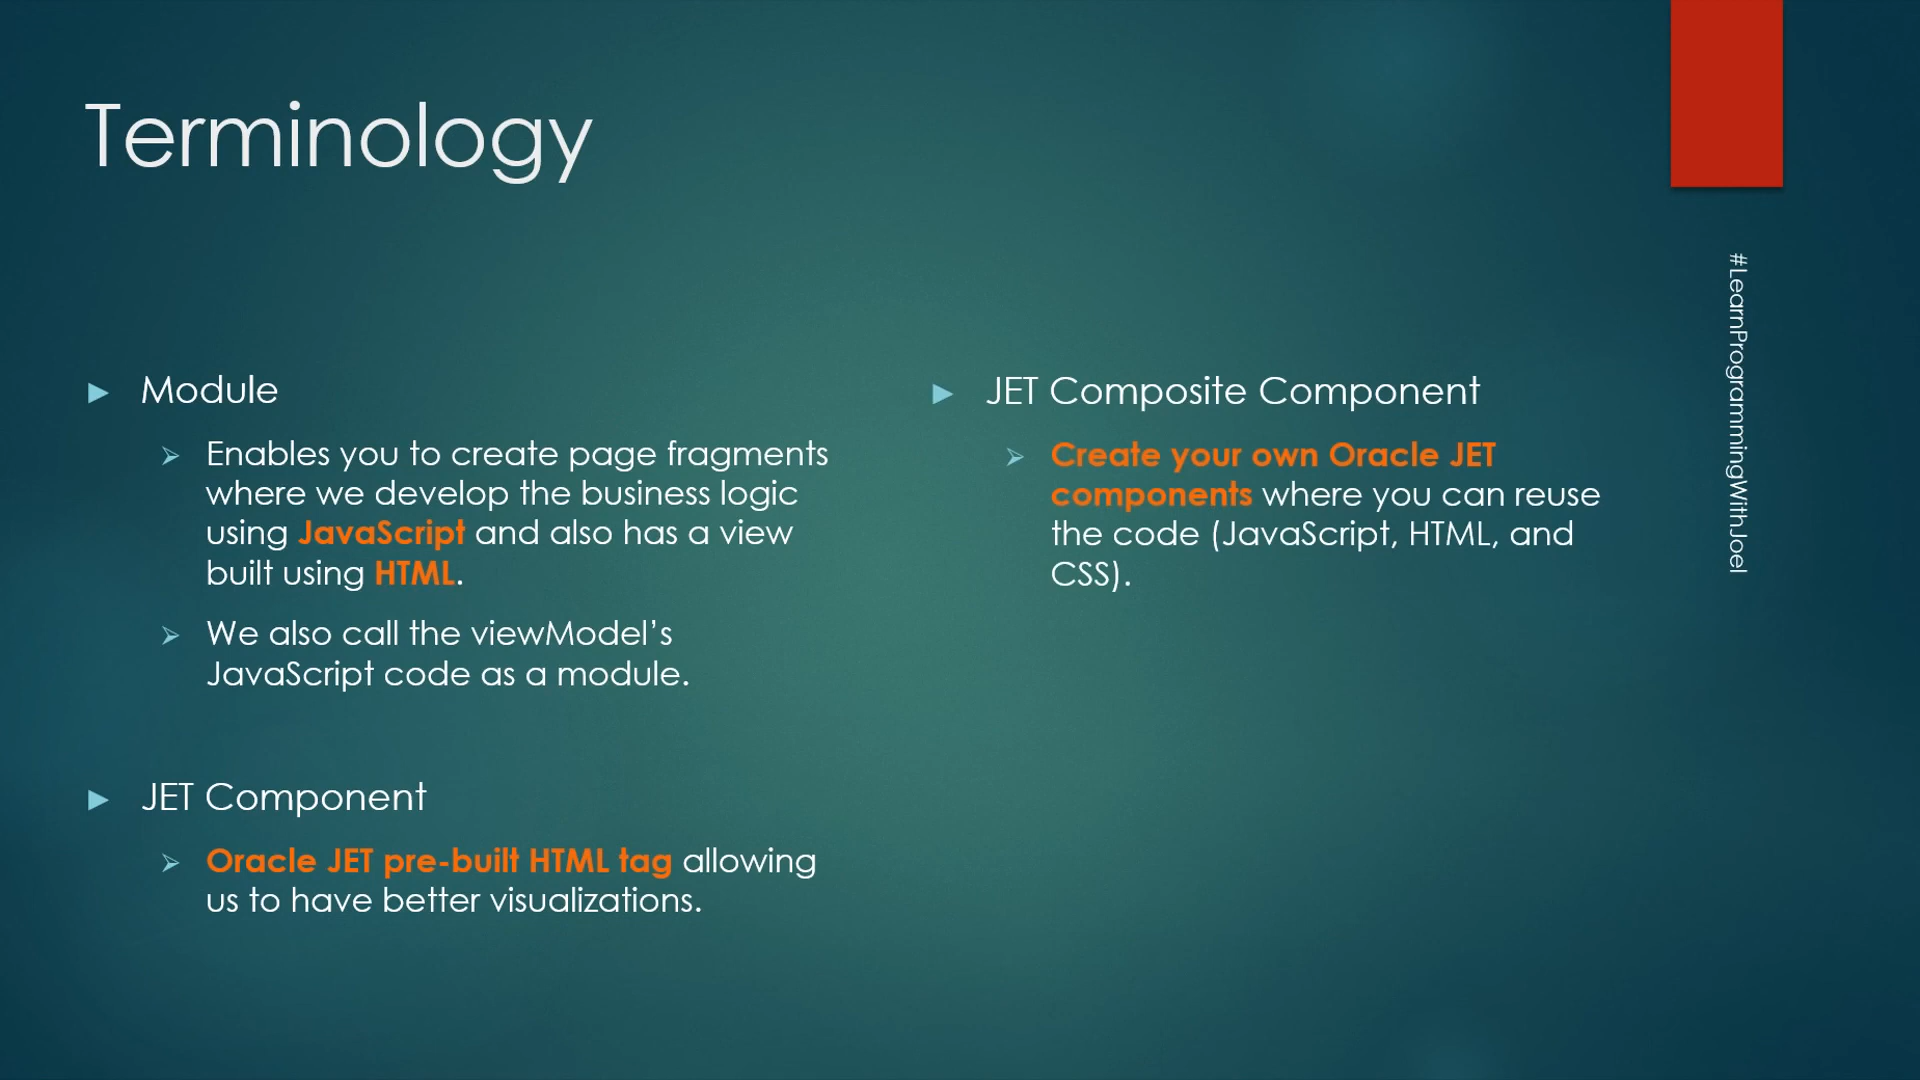 Terminology
Module
Enables you to create page fragments
where we develop the business logic
using JavaScript and also has a view
built using HTML.
We also call the viewModel’s
JavaScript code as a module.
JET Component
Oracle JET pre-built HTML tag allowing
us to have better visualizations.
JET Composite Component
Create your own Oracle JET
components where you can reuse
the code (JavaScript, HTML, and
CSS).
#LearnProgrammingWithJoel